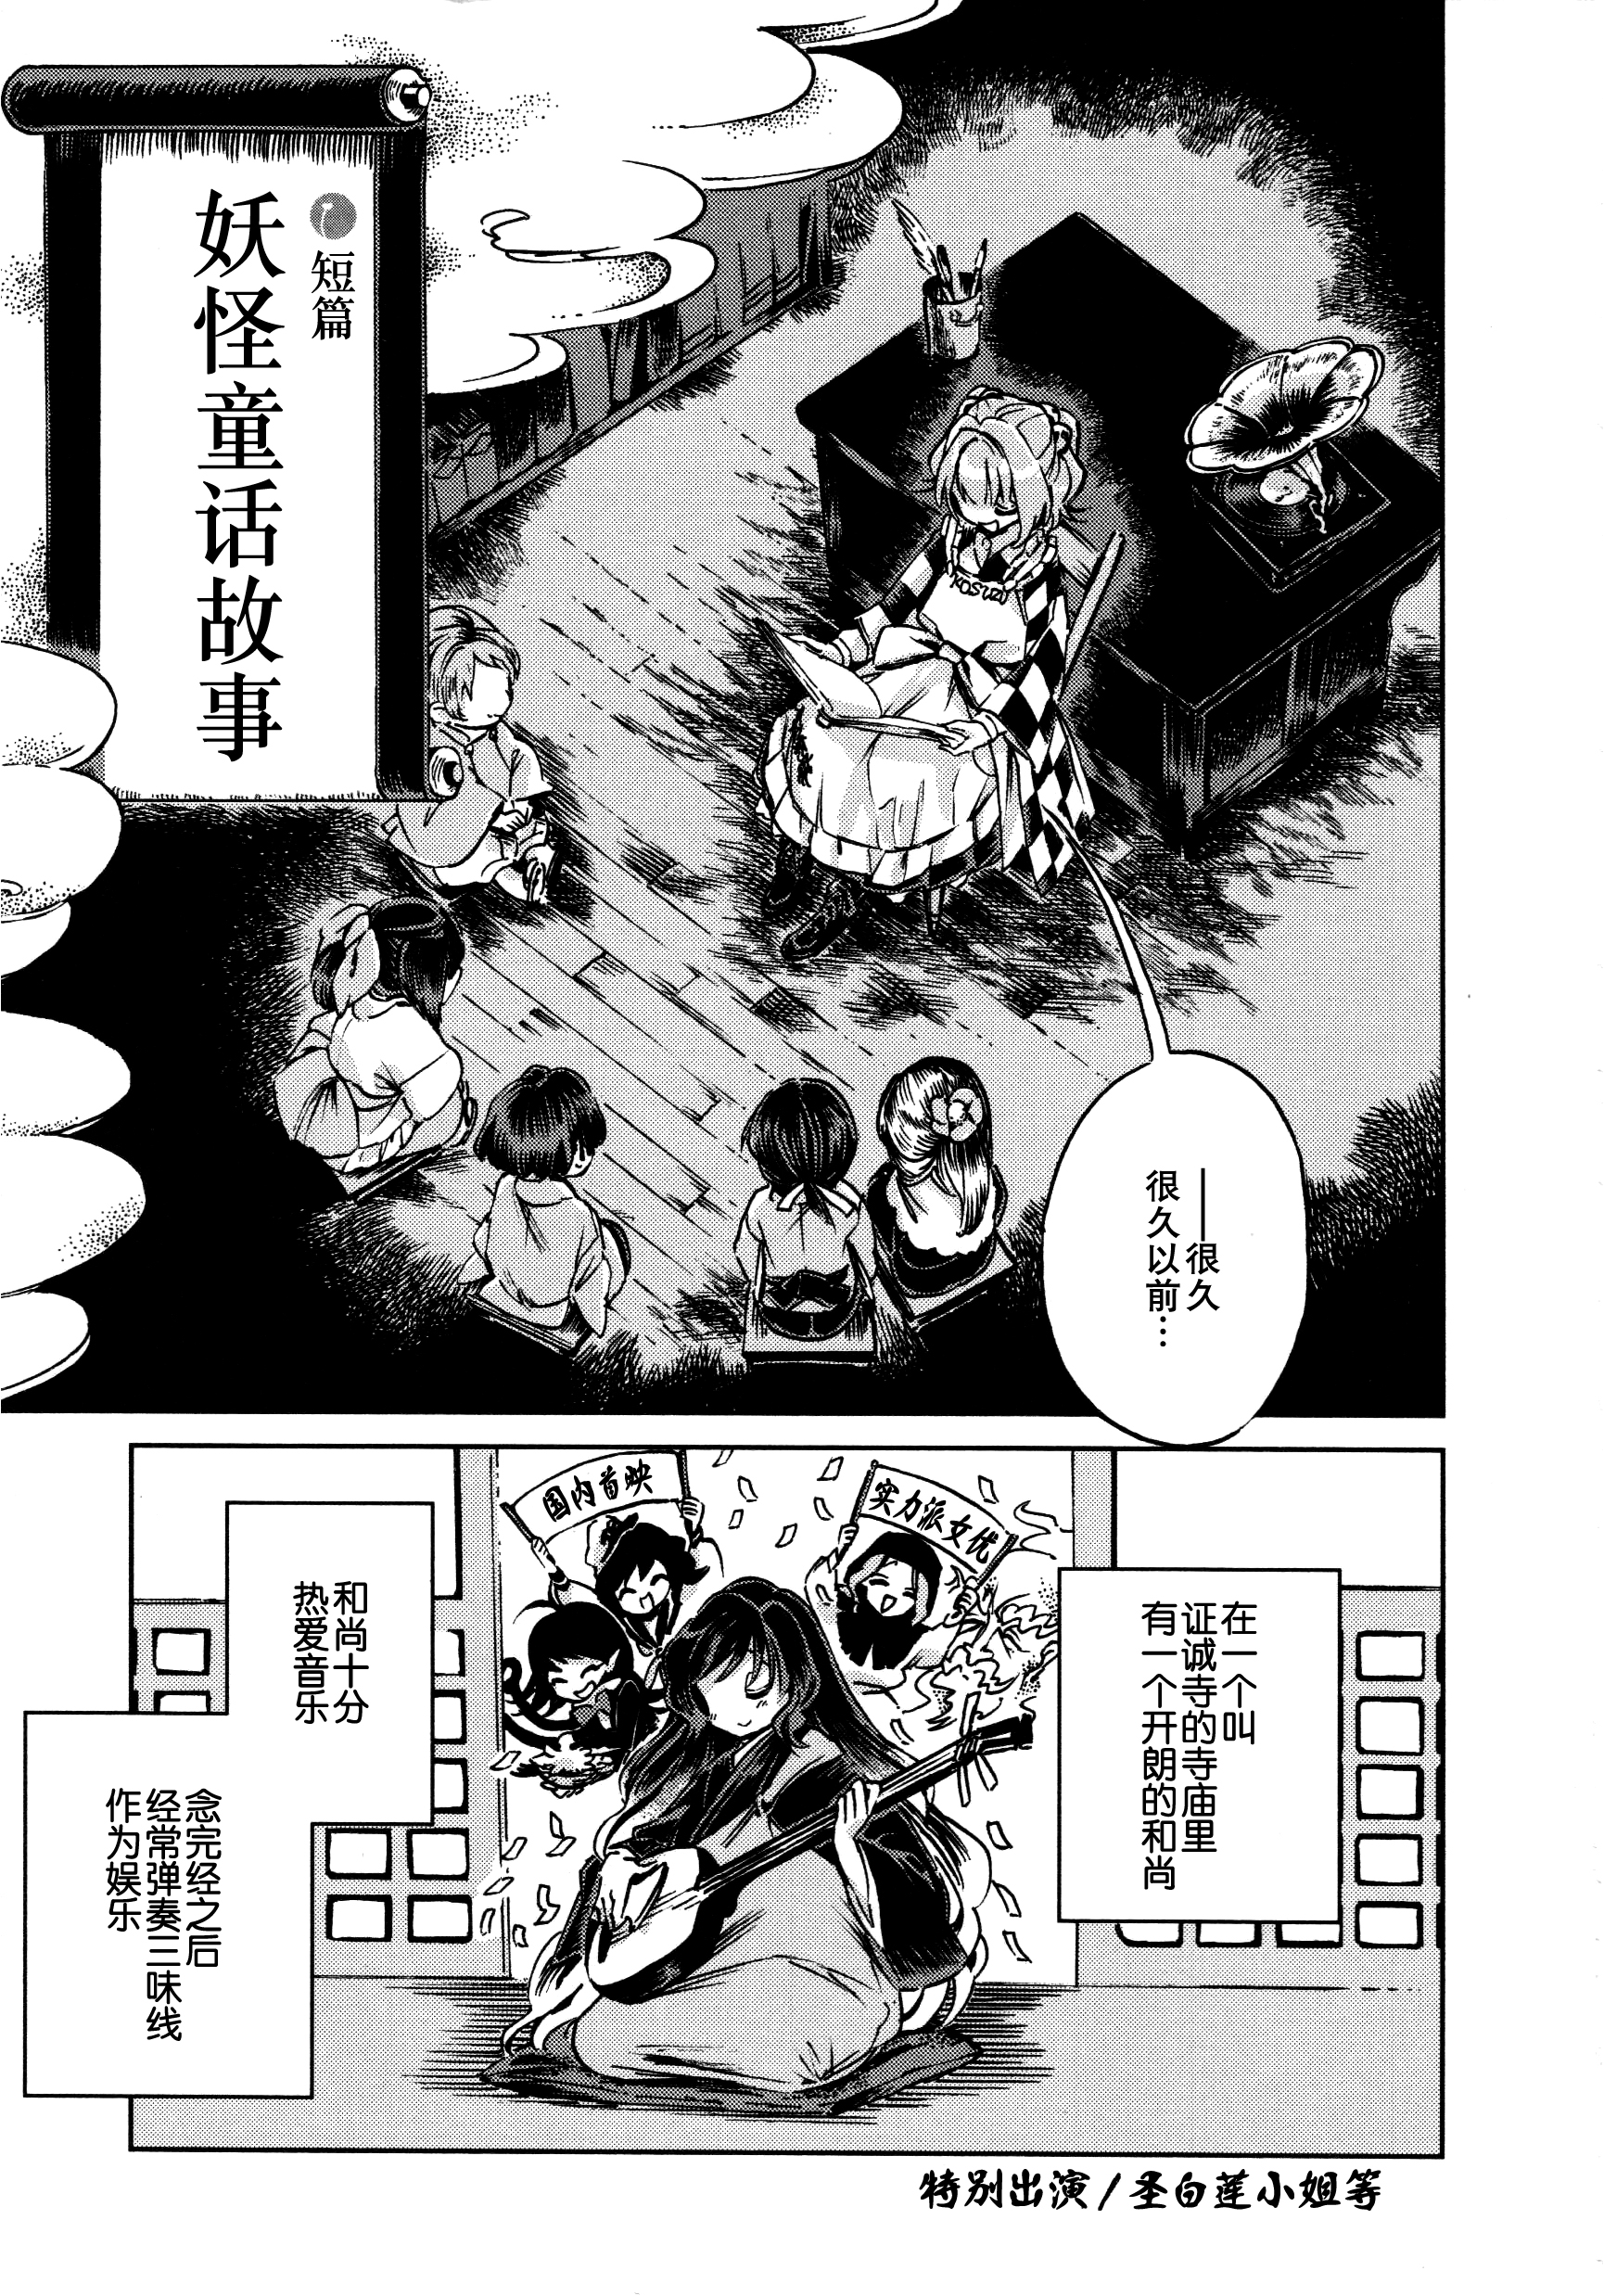 短篇
妖怪童话故事
KOSUZU
——很久
很久以前…
实力派女优
国内首映
在一个叫
证诚寺的寺庙里
有一个开朗的和尚
和尚十分
热爱音乐
念完经之后
经常弹奏三味线
作为娱乐
特别出演/圣白莲小姐等